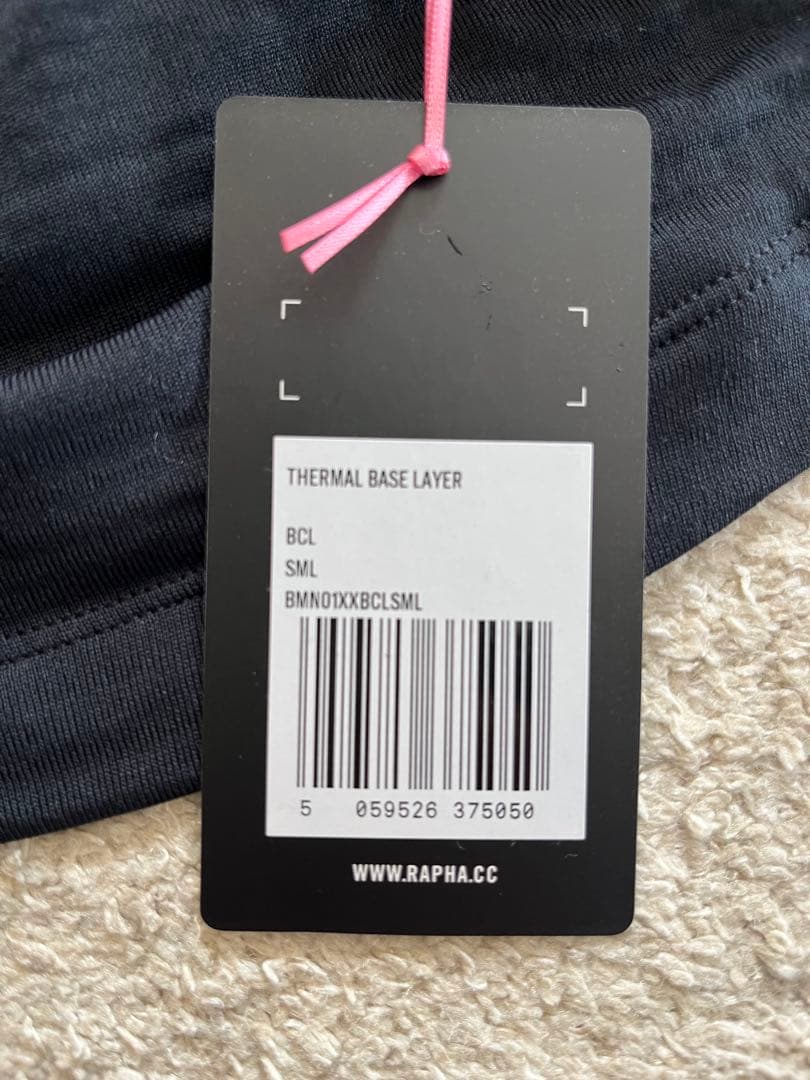 THERMAL BASE LAYER
BCL
SML
BMN01XXBCLSML
5 059526 375050
WWW.RAPHA.CC